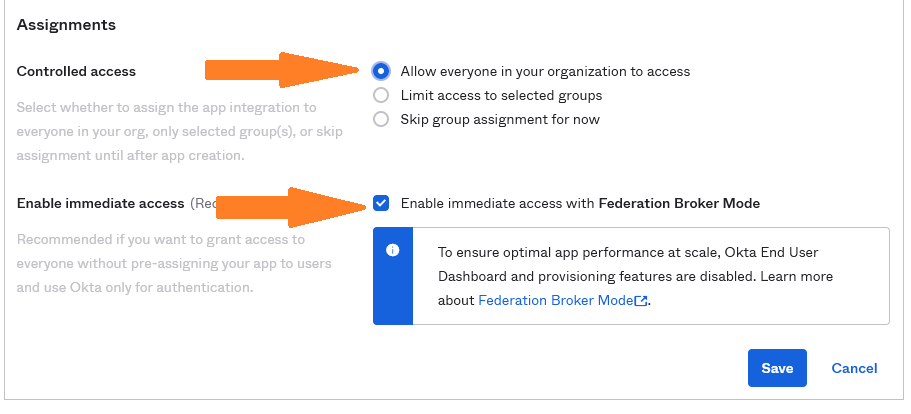 Assignments
Controlled access
Allow everyone in your organization to access
Limit access to selected groups
Skip group assignment for now
Select whether to assign the app integration to
everyone in your org, only selected group(s), or skip
assignment until after app creation.
Enable immediate access (Rec
Enable immediate access with Federation Broker Mode
Recommended if you want to grant access to
everyone without pre-assigning your app to users
and use Okta only for authentication.
To ensure optimal app performance at scale, Okta End User
Dashboard and provisioning features are disabled. Learn more
about Federation Broker Mode.
Save Cancel